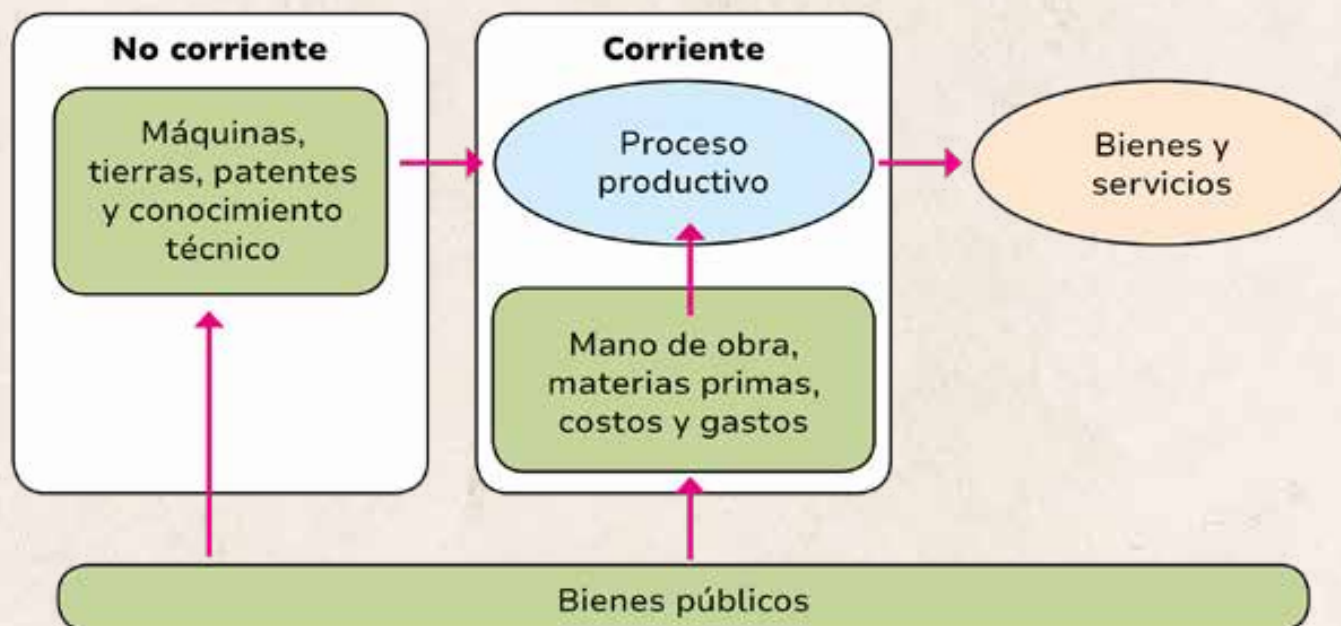 No corriente
Máquinas,
tierras, patentes
y conocimiento
técnico
Corriente
Proceso
productivo
Mano de obra,
materias primas,
costos y gastos
Bienes y
servicios
Bienes públicos